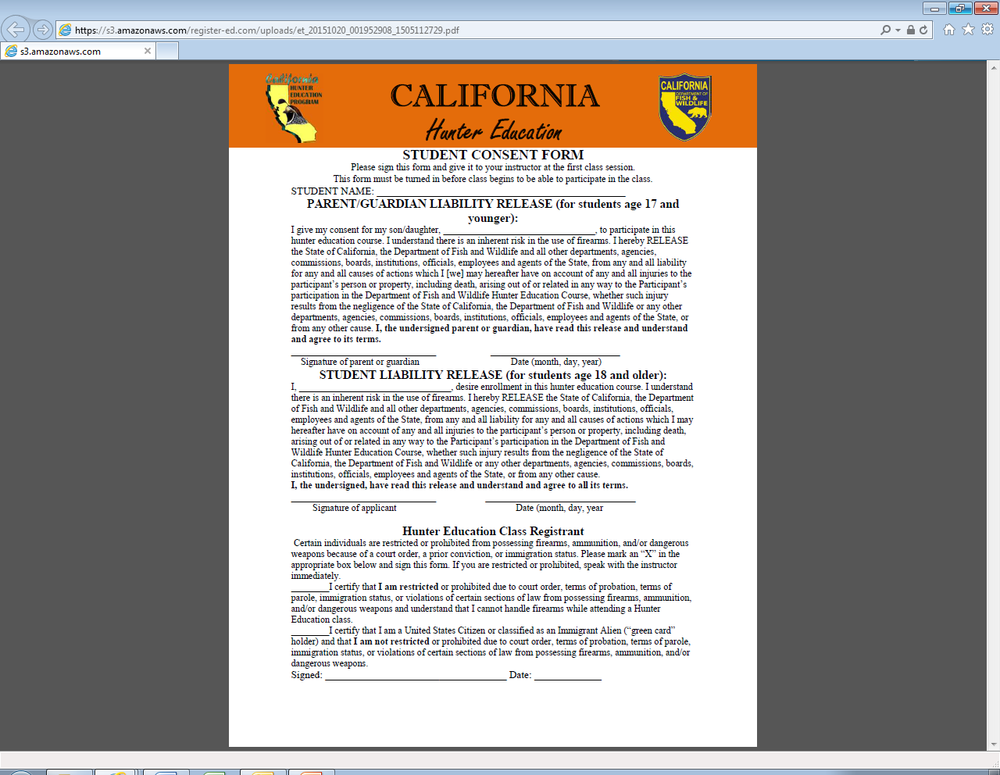 https://s3.amazonaws.com/register-ed.com/uploads/et_20151020_001952908_1505112729.pdf
s3.amazonaws.com
California
HUNTER
EDUCATION
PROGRAM
CALIFORNIA
Hunter Education
CALIFORNIA
DEPARTMENT OF
FISH &
WILDLIFE
STUDENT CONSENT FORM
Please sign this form and give it to your instructor at the first class session.
This form must be turned in before class begins to be able to participate in the class.
STUDENT NAME: ______________________________
PARENT/GUARDIAN LIABILITY RELEASE (for students age 17 and
younger):
I give my consent for my son/daughter, ______________________________, to participate in this
hunter education course. I understand there is an inherent risk in the use of firearms. I hereby RELEASE
the State of California, the Department of Fish and Wildlife and all other departments, agencies,
commissions, boards, institutions, officials, employees and agents of the State, from any and all liability
for any and all causes of actions which I [we] may hereafter have on account of any and all injuries to the
participant’s person or property, including death, arising out of or related in any way to the Participant’s
participation in the Department of Fish and Wildlife Hunter Education Course, whether such injury
results from the negligence of the State of California, the Department of Fish and Wildlife or any other
departments, agencies, commissions, boards, institutions, officials, employees and agents of the State, or
from any other cause. I, the undersigned parent or guardian, have read this release and understand
and agree to its terms.
Signature of parent or guardian Date (month, day, year)
STUDENT LIABILITY RELEASE (for students age 18 and older):
I, ______________________________, desire enrollment in this hunter education course. I understand
there is an inherent risk in the use of firearms. I hereby RELEASE the State of California, the Department
of Fish and Wildlife and all other departments, agencies, commissions, boards, institutions, officials,
employees and agents of the State, from any and all liability for any and all causes of actions which I may
hereafter have on account of any and all injuries to the participant’s person or property, including death,
arising out of or related in any way to the Participant’s participation in the Department of Fish and
Wildlife Hunter Education Course, whether such injury results from the negligence of the State of
California, the Department of Fish and Wildlife or any other departments, agencies, commissions, boards,
institutions, officials, employees and agents of the State, or from any other cause.
I, the undersigned, have read this release and understand and agree to all its terms.
Signature of applicant Date (month, day, year
Hunter Education Class Registrant
Certain individuals are restricted or prohibited from possessing firearms, ammunition, and/or dangerous
weapons because of a court order, a prior conviction, or immigration status. Please mark an “X” in the
appropriate box below and sign this form. If you are restricted or prohibited, speak with the instructor
immediately.
________I certify that I am restricted or prohibited due to court order, terms of probation, terms of
parole, immigration status, or violations of certain sections of law from possessing firearms, ammunition,
and/or dangerous weapons and understand that I cannot handle firearms while attending a Hunter
Education class.
________I certify that I am a United States Citizen or classified as an Immigrant Alien (“green card”
holder) and that I am not restricted or prohibited due to court order, terms of probation, terms of parole,
immigration status, or violations of certain sections of law from possessing firearms, ammunition, and/or
dangerous weapons.
Signed: ______________________________ Date: ______________